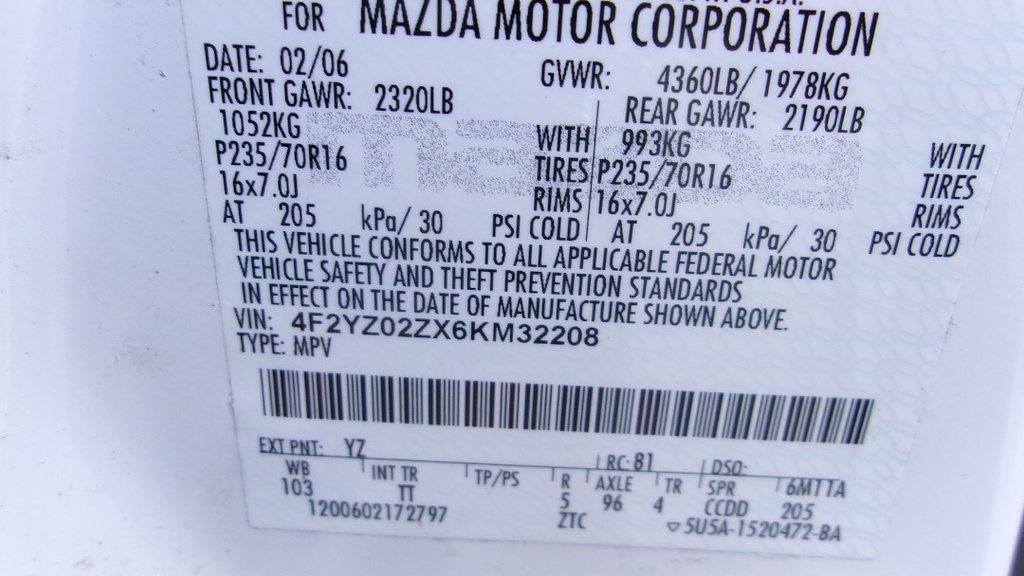 FOR MAZDA MOTOR CORPORATION
DATE: 02/06 GVWR: 4360LB/ 1978KG
FRONT GAWR: 2320LB REAR GAWR: 2190LB
1052KG WITH 993KG WITH
P235/70R16 TIRES P235/70R16 TIRES
16x7.0J RIMS 16x7.0J RIMS
AT 205 kPa/ 30 PSI COLD AT 205 kPa/ 30 PSI COLD
THIS VEHICLE CONFORMS TO ALL APPLICABLE FEDERAL MOTOR
VEHICLE SAFETY AND THEFT PREVENTION STANDARDS
IN EFFECT ON THE DATE OF MANUFACTURE SHOWN ABOVE.
VIN: 4F2YZ02ZX6KM32208
TYPE: MPV
EXT PNT: YZ RC: 81 DSO:
WB INT TR TP/PS R AXLE TR SPR 6M11A
103 TT 5 96 4 CCDD 205
1200602172797 ZTC 5U5A-1520472-BA